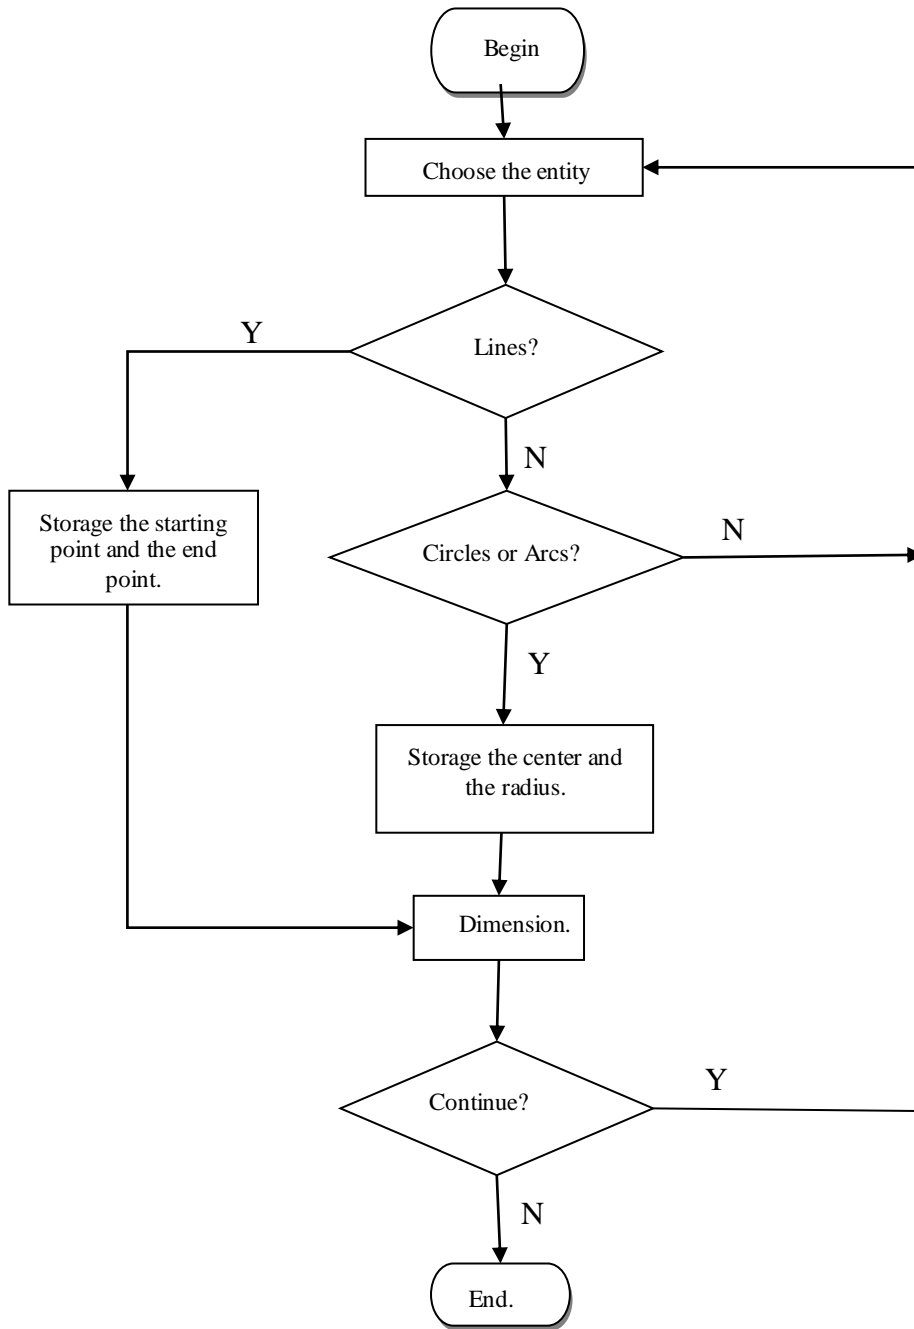 Begin
Choose the entity
Lines?
Y
N
Storage the starting
point and the end
point.
Circles or Arcs?
N
Y
Storage the center and
the radius.
Dimension.
Continue?
Y
N
End.